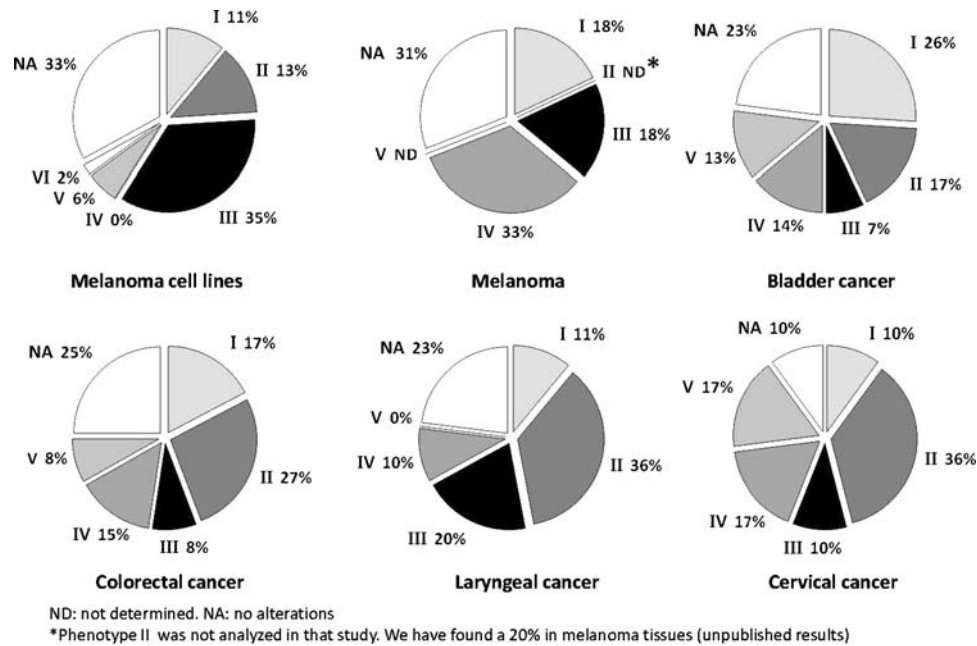 I 11%
NA 33%
II 13%
VI 2%
V 6%
IV 0%
III 35%
Melanoma cell lines
I 18%
NA 31%
II ND*
III 18%
V ND
IV 33%
Melanoma
NA 23%
I 26%
V 13%
II 17%
IV 14%
III 7%
Bladder cancer
I 17%
NA 25%
V 8%
II 27%
IV 15%
III 8%
Colorectal cancer
I 11%
NA 23%
V 0%
IV 10%
II 36%
III 20%
Laryngeal cancer
NA 10%
I 10%
V 17%
II 36%
IV 17%
III 10%
Cervical cancer
ND: not determined. NA: no alterations
*Phenotype II was not analyzed in that study. We have found a 20% in melanoma tissues (unpublished results)